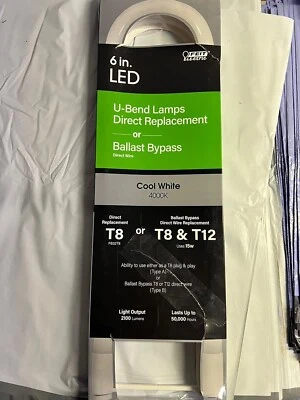 FEIT
electric
6 in.
LED
U-Bend Lamps
Direct Replacement
or
Ballast Bypass
Direct Wire
Cool White
4000K
Direct
Replacement
T8
FB32T8
or
Ballast Bypass
Direct Wire Replacement
T8 & T12
Uses 15w
Ability to use either as a T8 plug & play
(Type A)
or
Ballast Bypass T8 or T12 direct wire
(Type B)
Light Output
2100 Lumens
Lasts Up to
50,000 Hours